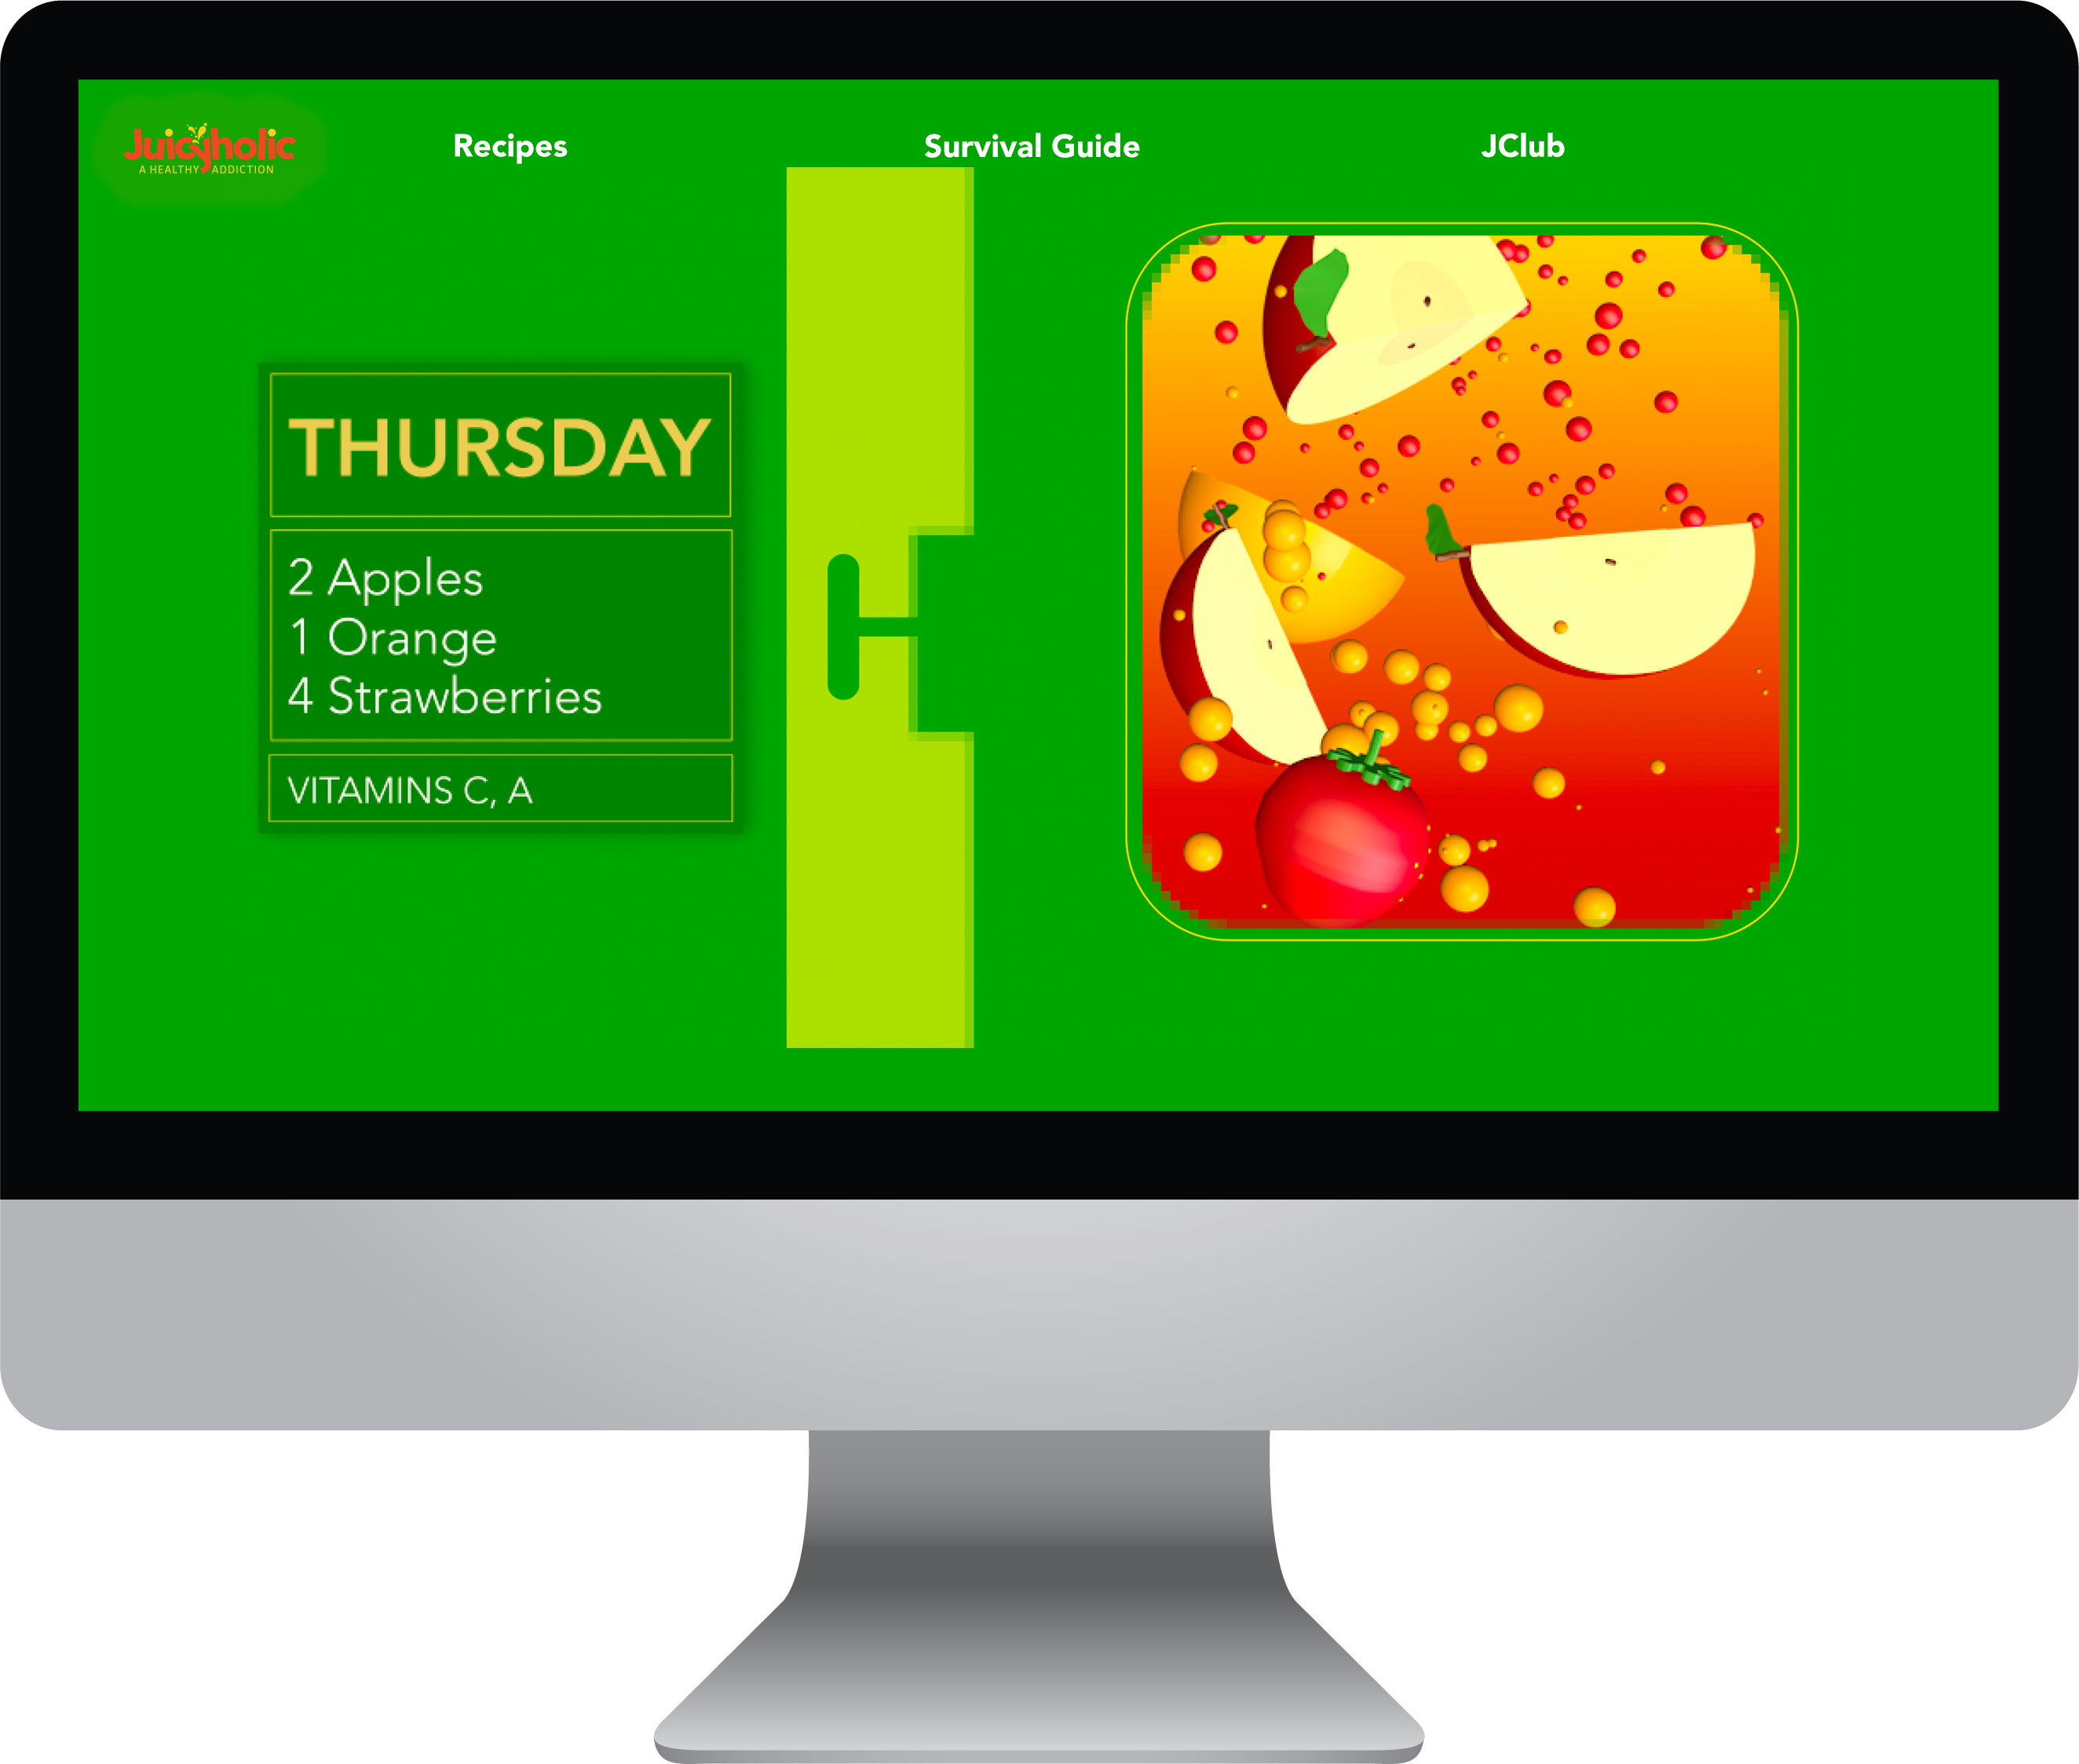 Juicyholic
A HEALTHY ADDICTION
Recipes
Survival Guide
JClub
THURSDAY
2 Apples
1 Orange
4 Strawberries
VITAMINS C, A